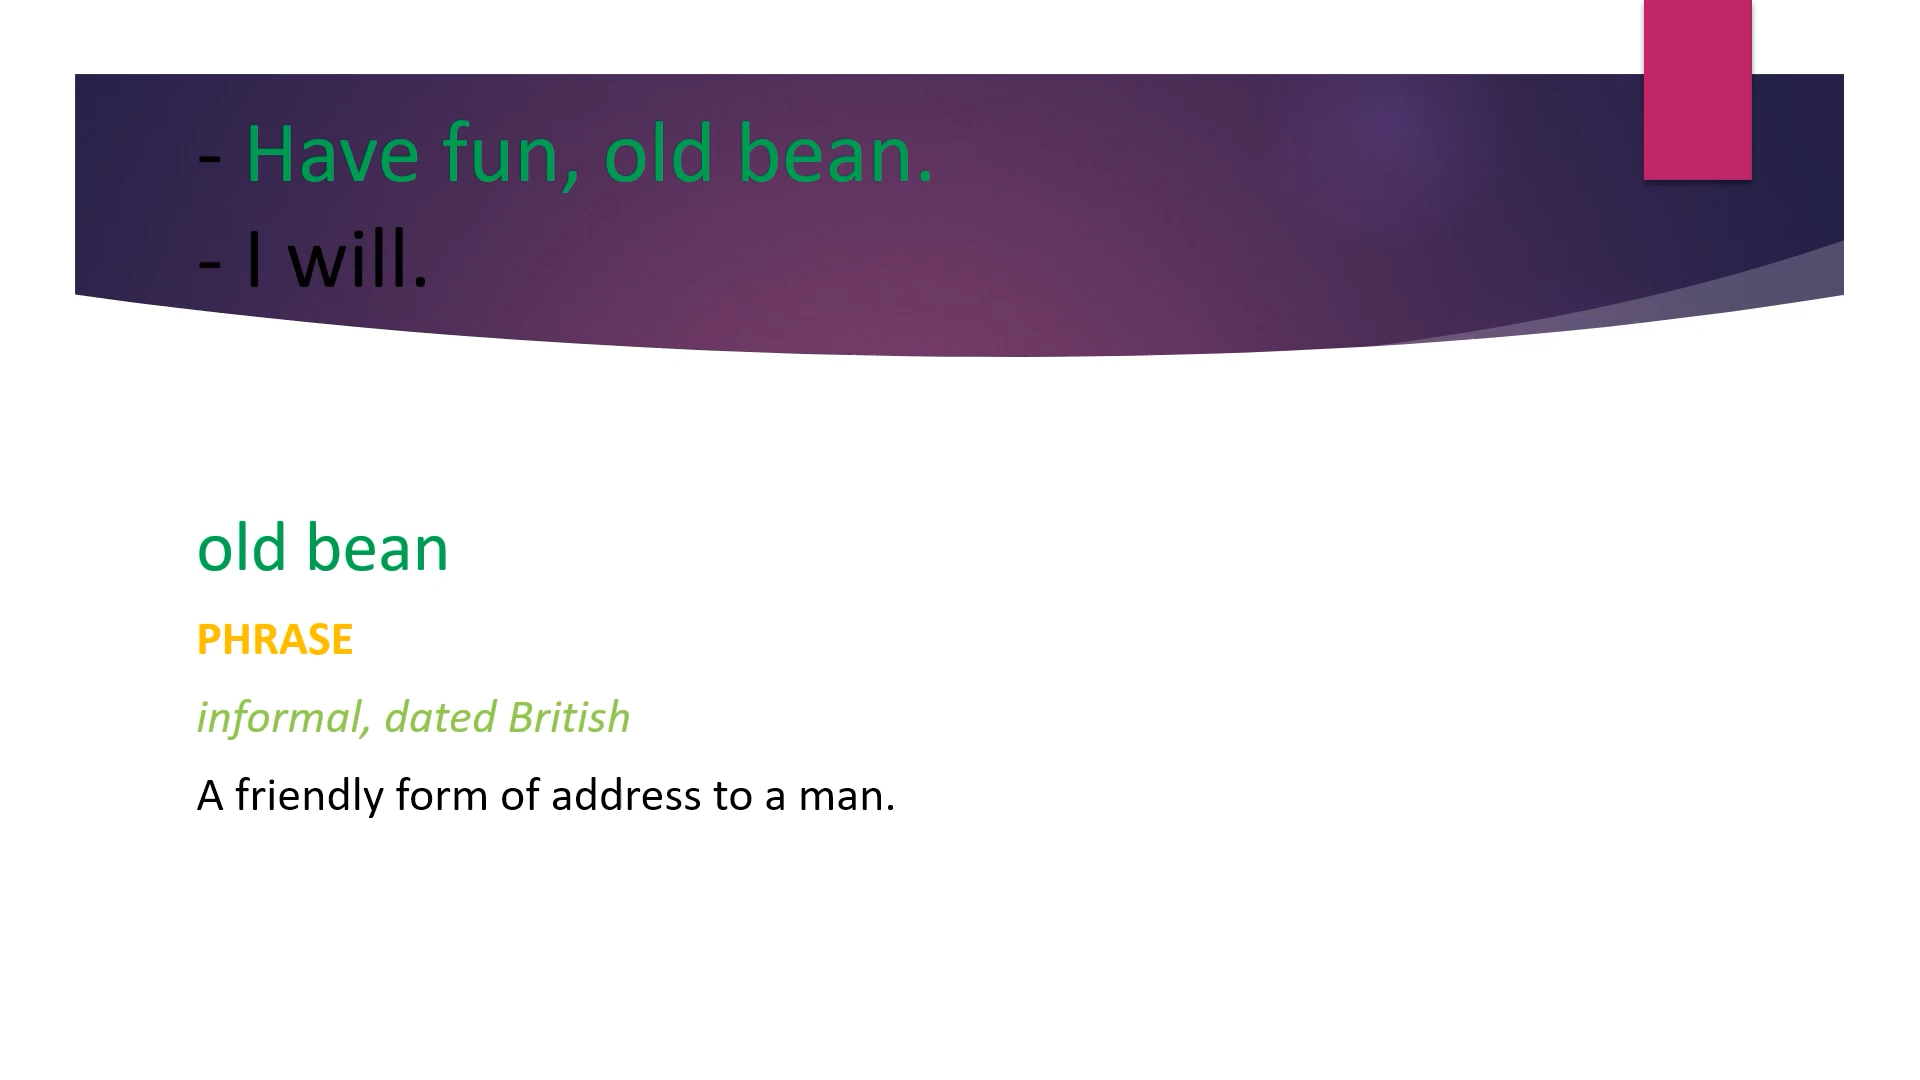 - Have fun, old bean.
- I will.
old bean
PHRASE
informal, dated British
A friendly form of address to a man.